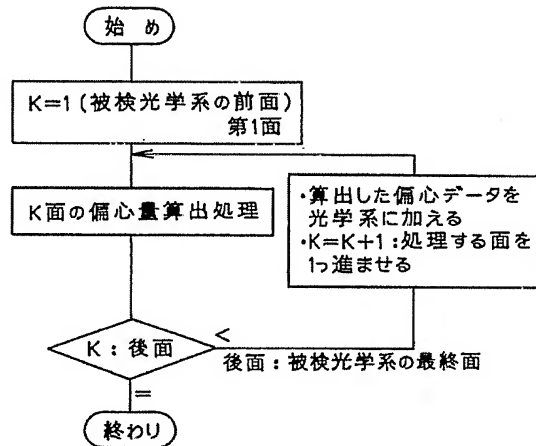 始め
K=1(被検光学系の前面)
第1面
K面の偏心量算出処理
・算出した偏心データを
光学系に加える
・K=K+1:処理する面を
1っ進ませる
<
K:後面
後面:被検光学系の最終面
=
終わり